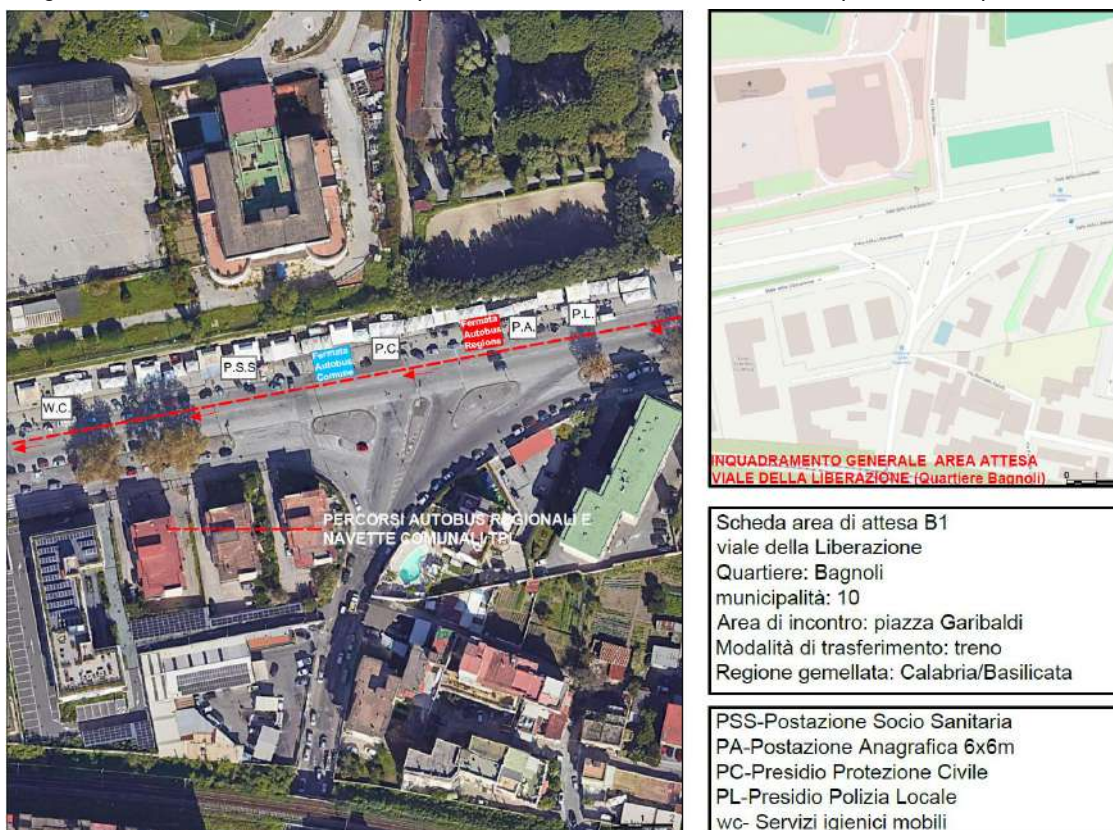 W.C.
P.S.S
Fermata
Autobus
Comune
P.C.
Fermata
Autobus
Regione
P.A.
P.L.
PERCORSI AUTOBUS REGIONALI E
NAVETTE COMUNALI TPL
INQUADRAMENTO GENERALE AREA ATTESA
VIALE DELLA LIBERAZIONE (Quartiere Bagnoli)
Scheda area di attesa B1
viale della Liberazione
Quartiere: Bagnoli
municipalità: 10
Area di incontro: piazza Garibaldi
Modalità di trasferimento: treno
Regione gemellata: Calabria/Basilicata
PSS-Postazione Socio Sanitaria
PA-Postazione Anagrafica 6x6m
PC-Presidio Protezione Civile
PL-Presidio Polizia Locale
wc- Servizi igienici mobili